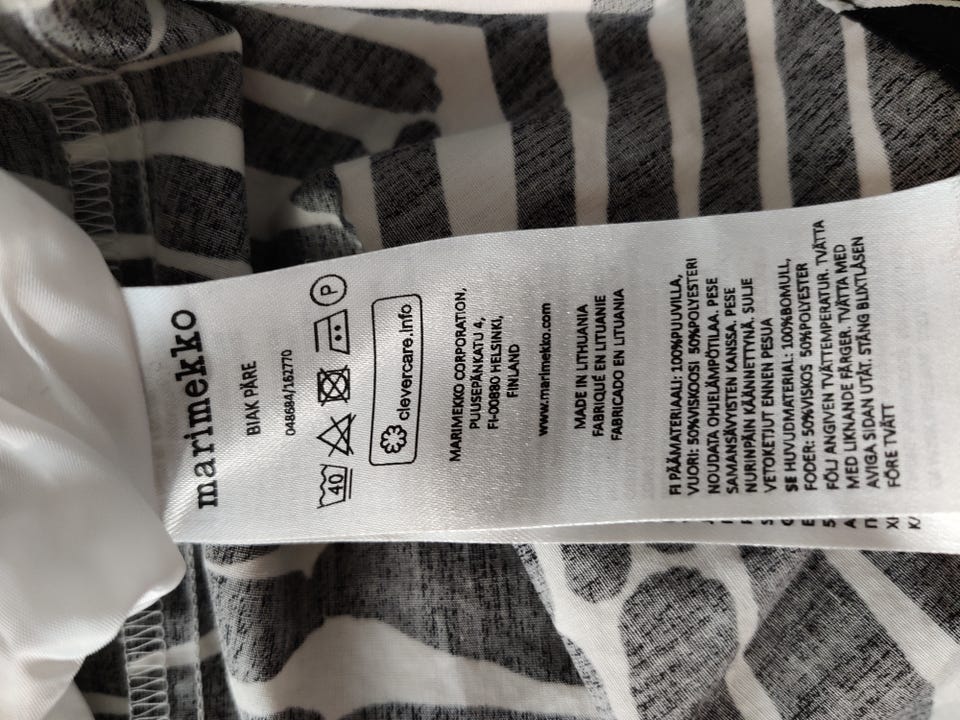 marimekko
BIAK PÄRE
048684/162770
40 P
clevercare.info
MARIMEKKO CORPORATION,
PUUSEPÄNKATU 4,
FI-00880 HELSINKI,
FINLAND
www.marimekko.com
MADE IN LITHUANIA
FABRIQUÉ EN LITUANIE
FABRICADO EN LITUANIA
FI PÄÄMATERIAALI: 100%PUUVILLA,
VUORI: 50%VISKOOSI 50%POLYESTERI
NOUDATA OHJELÄMPÖTILAA. PESE
SAMANSÄVYISTEN KANSSA. PESE
NURINPÄIN KÄÄNNETTYNÄ. SULJE
VETOKETJUT ENNEN PESUA
SE HUVUDMATERIAL: 100%BOMULL,
FODER: 50%VISKOS 50%POLYESTER
FÖLJ ANGIVEN TVÄTTEMPERATUR. TVÄTTA
MED LIKNANDE FÄRGER. TVÄTTA MED
AVIGA SIDAN UTÅT. STÄNG BLIXTLÅSEN
FÖRE TVÄTT